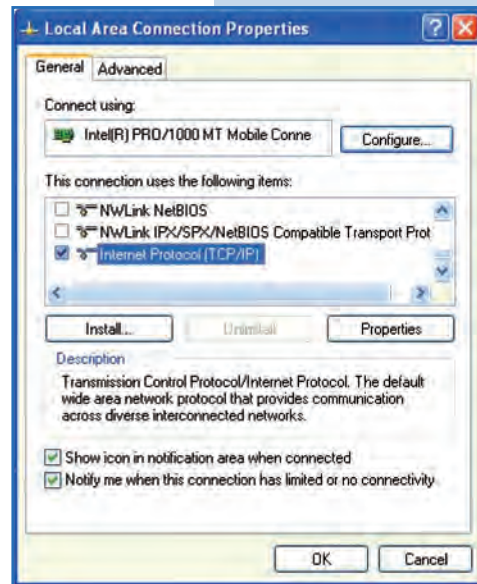 Local Area Connection Properties
General Advanced
Connect using:
Intel(R) PRO/1000 MT Mobile Conne Configure...
This connection uses the following items:
NWLink NetBIOS
NWLink IPX/SPX/NetBIOS Compatible Transport Prot
Internet Protocol (TCP/IP)
Install... Uninstall Properties
Description
Transmission Control Protocol/Internet Protocol. The default
wide area network protocol that provides communication
across diverse interconnected networks.
Show icon in notification area when connected
Notify me when this connection has limited or no connectivity
OK Cancel